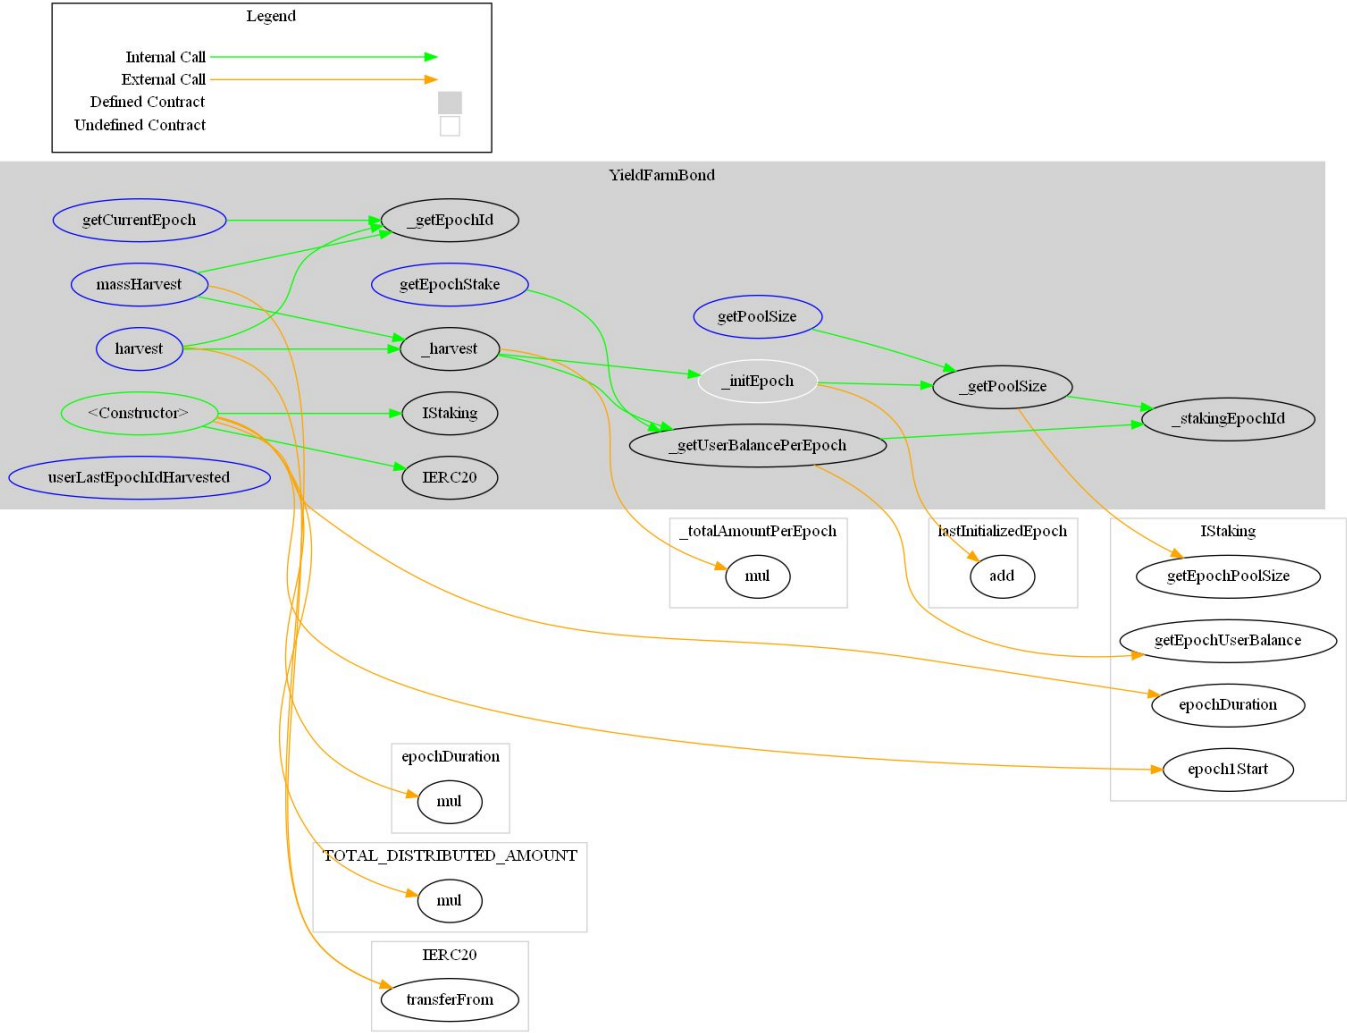 Legend
Internal Call
External Call
Defined Contract
Undefined Contract
YieldFarmBond
getCurrentEpoch
_getEpochId
massHarvest
getEpochStake
getPoolSize
harvest
_harvest
_initEpoch
_getPoolSize
<Constructor>
IStaking
_stakingEpochId
_getUserBalancePerEpoch
userLastEpochIdHarvested
IERC20
_totalAmountPerEpoch
mul
lastInitializedEpoch
add
IStaking
getEpochPoolSize
getEpochUserBalance
epochDuration
epoch1Start
epochDuration
mul
TOTAL_DISTRIBUTED_AMOUNT
mul
IERC20
transferFrom